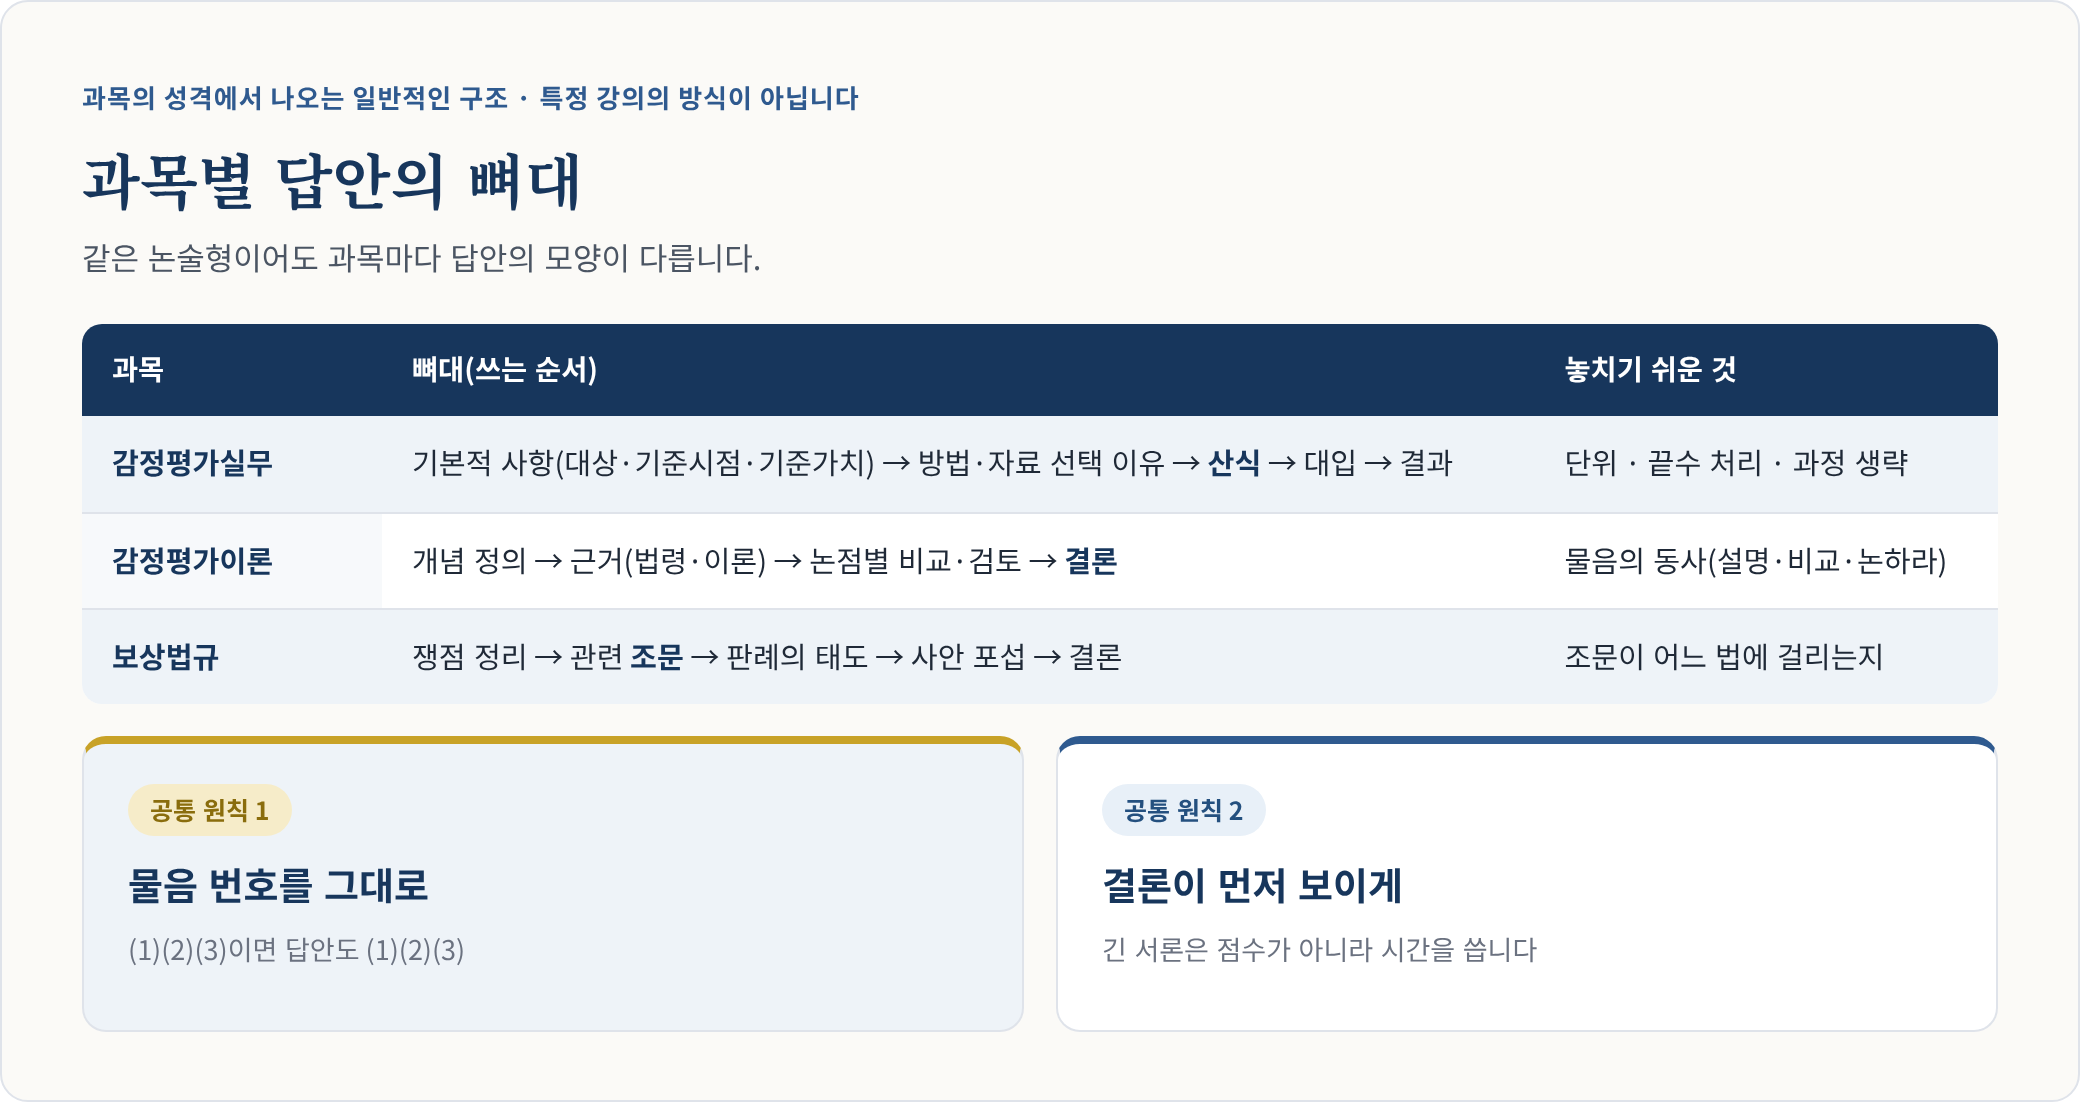 과목의 성격에서 나오는 일반적인 구조 · 특정 강의의 방식이 아닙니다
과목별 답안의 뼈대
같은 논술형이어도 과목마다 답안의 모양이 다릅니다.
과목 뼈대(쓰는 순서) 놓치기 쉬운 것
감정평가실무 기본적 사항(대상·기준시점·기준가치) → 방법·자료 선택 이유 → 산식 → 대입 → 결과 단위 · 끝수 처리 · 과정 생략
감정평가이론 개념 정의 → 근거(법령·이론) → 논점별 비교·검토 → 결론 물음의 동사(설명·비교·논하라)
보상법규 쟁점 정리 → 관련 조문 → 판례의 태도 → 사안 포섭 → 결론 조문이 어느 법에 걸리는지
공통 원칙 1
물음 번호를 그대로
(1)(2)(3)이면 답안도 (1)(2)(3)
공통 원칙 2
결론이 먼저 보이게
긴 서론은 점수가 아니라 시간을 씁니다